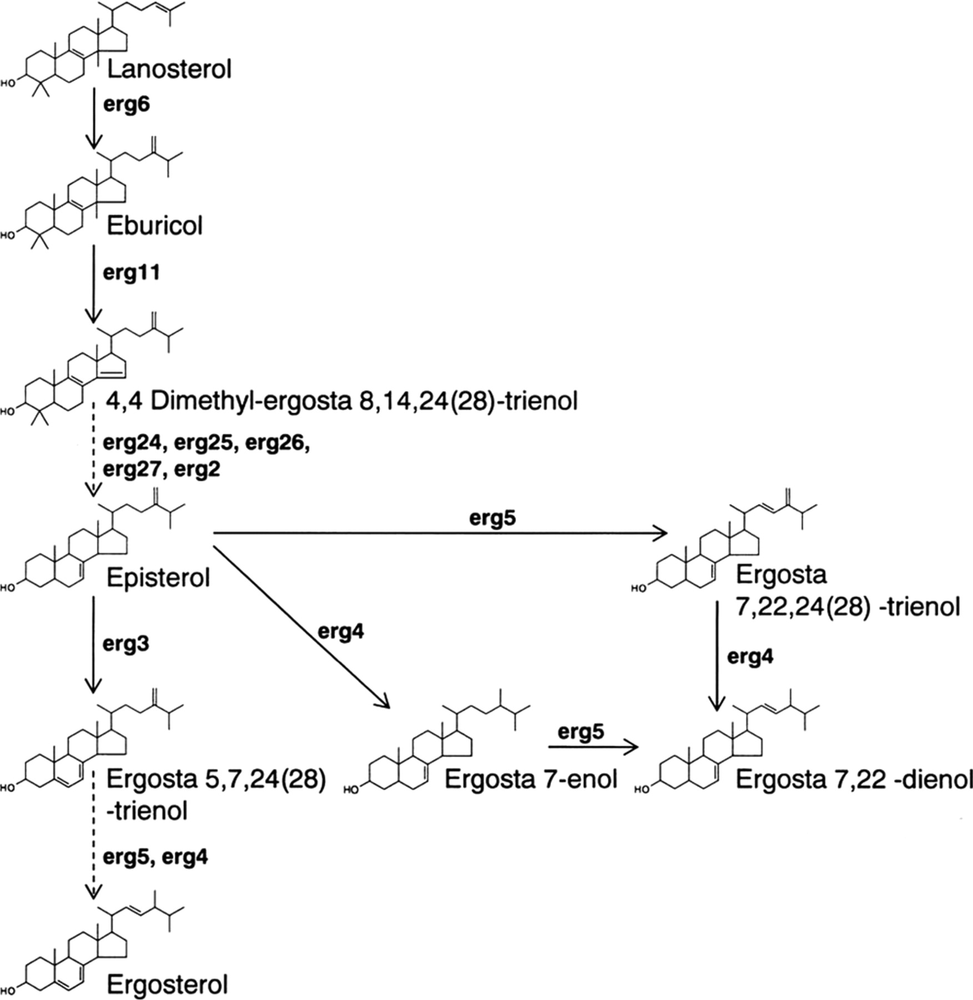 HO
Lanosterol
erg6
HO
Eburicol
erg11
HO
4,4 Dimethyl-ergosta 8,14,24(28)-trienol
erg24, erg25, erg26,
erg27, erg2
HO
Episterol
erg5
HO
Ergosta
7,22,24(28) -trienol
erg3
erg4
erg4
HO
Ergosta 5,7,24(28)
-trienol
HO
Ergosta 7-enol
erg5
HO
Ergosta 7,22 -dienol
erg5, erg4
HO
Ergosterol